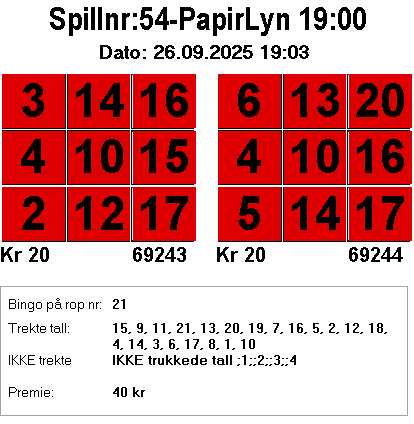 Spillnr:54-PapirLyn 19:00
Dato: 26.09.2025 19:03
3 14 16 6 13 20
4 10 15 4 10 16
2 12 17 5 14 17
Kr 20 69243 Kr 20 69244
Bingo på rop nr: 21
Trekte tall: 15, 9, 11, 21, 13, 20, 19, 7, 16, 5, 2, 12, 18,
4, 14, 3, 6, 17, 8, 1, 10
IKKE trekte IKKE trukkede tall ;1;;2;;3;;4
Premie: 40 kr